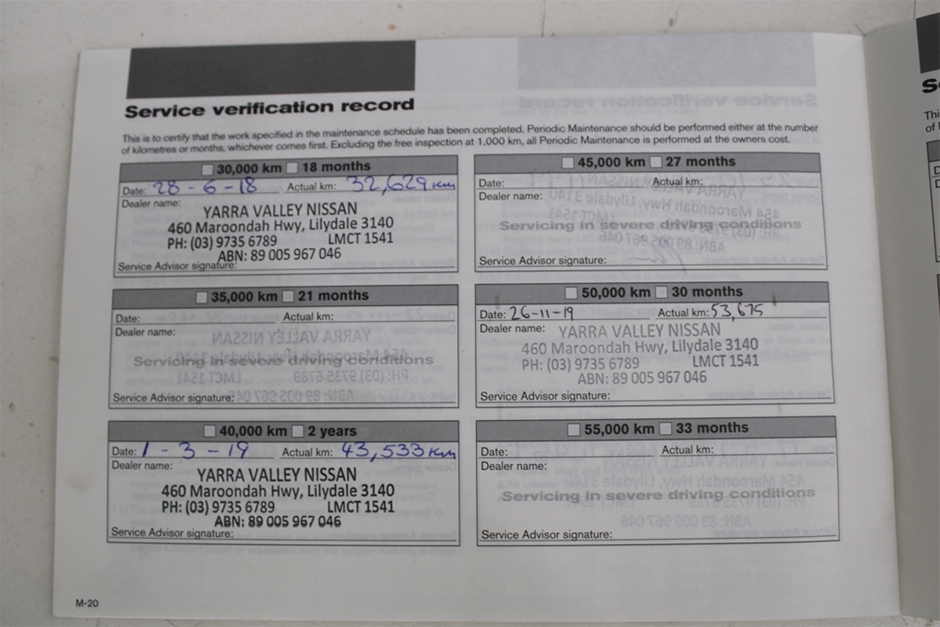 Service verification record
This is to certify that the work specified in the maintenance schedule has been completed. Periodic Maintenance should be performed either at the number
of kilometres or months, whichever comes first. Excluding the free inspection at 1,000 km, all Periodic Maintenance is performed at the owners cost.
30,000 km 18 months
Date: 28-6-18 Actual km: 32,629 km
Dealer name:
YARRA VALLEY NISSAN
460 Maroondah Hwy, Lilydale 3140
PH: (03) 9735 6789 LMCT 1541
ABN: 89 005 967 046
Service Advisor signature:
35,000 km 21 months
Date: Actual km:
Dealer name:
Servicing in severe driving conditions
Service Advisor signature:
40,000 km 2 years
Date: 1-3-19 Actual km: 43,533 km
Dealer name:
YARRA VALLEY NISSAN
460 Maroondah Hwy, Lilydale 3140
PH: (03) 9735 6789 LMCT 1541
ABN: 89 005 967 046
Service Advisor signature:
45,000 km 27 months
Date: Actual km:
Dealer name:
Servicing in severe driving conditions
Service Advisor signature:
50,000 km 30 months
Date: 26-11-19 Actual km: 53,675
Dealer name:
YARRA VALLEY NISSAN
460 Maroondah Hwy, Lilydale 3140
PH: (03) 9735 6789 LMCT 1541
ABN: 89 005 967 046
Service Advisor signature:
55,000 km 33 months
Date: Actual km:
Dealer name:
Servicing in severe driving conditions
Service Advisor signature:
M-20